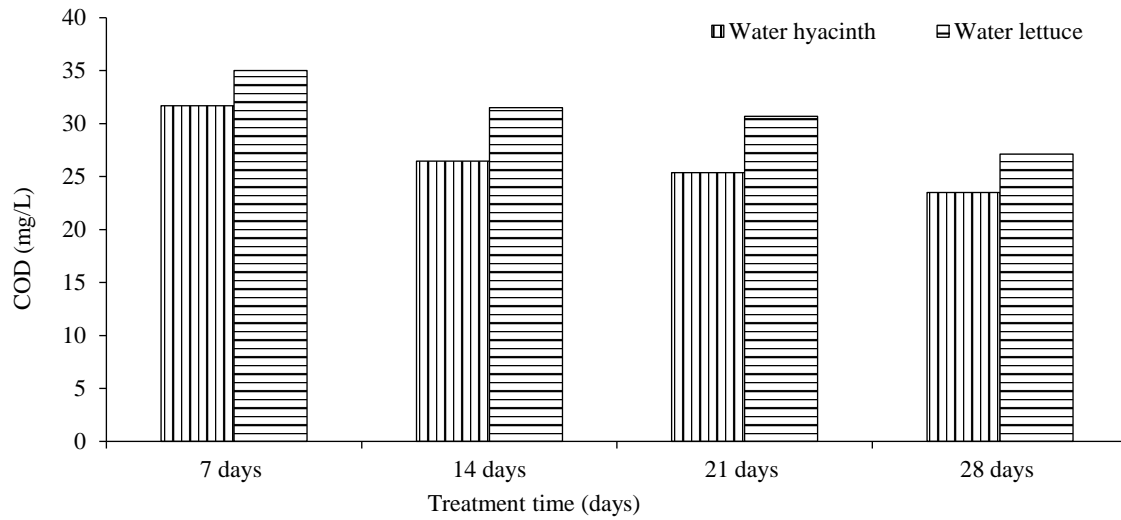 40
35
30
25
20
15
10
5
0
COD (mg/L)
Water hyacinth
Water lettuce
7 days
14 days
21 days
28 days
Treatment time (days)